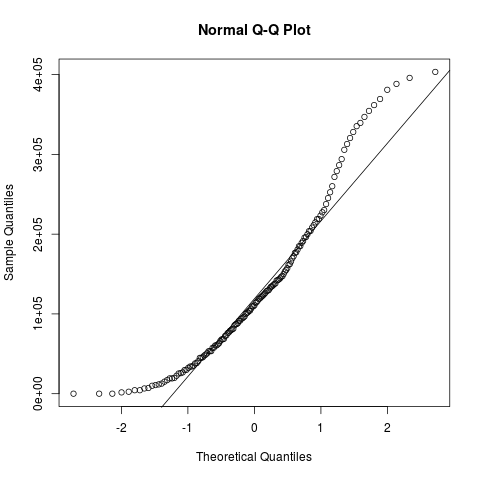 Normal Q-Q Plot
4e+05
3e+05
2e+05
1e+05
0e+00
Sample Quantiles
-2 -1 0 1 2
Theoretical Quantiles